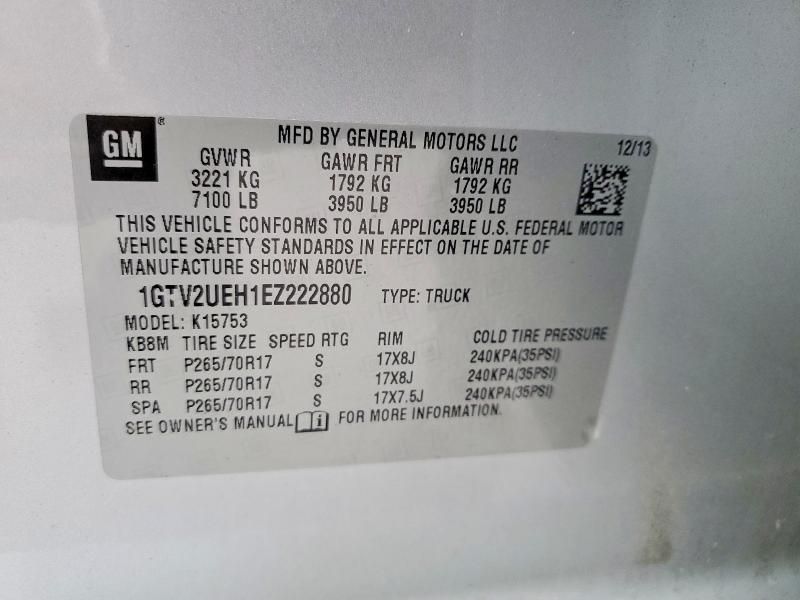 GM ®
MFD BY GENERAL MOTORS LLC 12/13
GVWR GAWR FRT GAWR RR
3221 KG 1792 KG 1792 KG
7100 LB 3950 LB 3950 LB
THIS VEHICLE CONFORMS TO ALL APPLICABLE U.S. FEDERAL MOTOR
VEHICLE SAFETY STANDARDS IN EFFECT ON THE DATE OF
MANUFACTURE SHOWN ABOVE.
1GTV2UEH1EZ222880 TYPE: TRUCK
MODEL: K15753
KB8M TIRE SIZE SPEED RTG RIM COLD TIRE PRESSURE
FRT P265/70R17 S 17X8J 240KPA(35PSI)
RR P265/70R17 S 17X8J 240KPA(35PSI)
SPA P265/70R17 S 17X7.5J 240KPA(35PSI)
SEE OWNER'S MANUAL i FOR MORE INFORMATION.